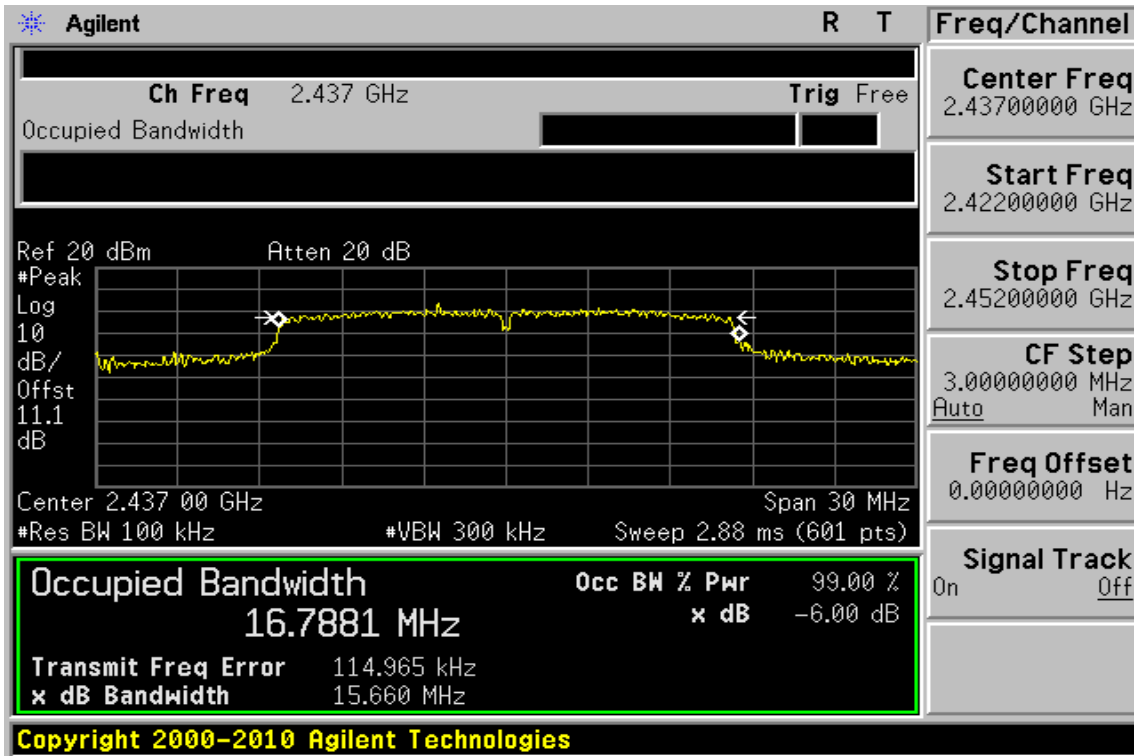 Agilent R T
Ch Freq 2.437 GHz Trig Free
Occupied Bandwidth
Ref 20 dBm Atten 20 dB
#Peak
Log
10
dB/
Offst
11.1
dB
Center 2.437 00 GHz Span 30 MHz
#Res BW 100 kHz #VBW 300 kHz Sweep 2.88 ms (601 pts)
Occupied Bandwidth
16.7881 MHz
Occ BW % Pwr 99.00 %
x dB -6.00 dB
Transmit Freq Error 114.965 kHz
x dB Bandwidth 15.660 MHz
Copyright 2000-2010 Agilent Technologies
Freq/Channel
Center Freq
2.43700000 GHz
Start Freq
2.42200000 GHz
Stop Freq
2.45200000 GHz
CF Step
3.00000000 MHz
Auto Man
Freq Offset
0.00000000 Hz
Signal Track
On Off